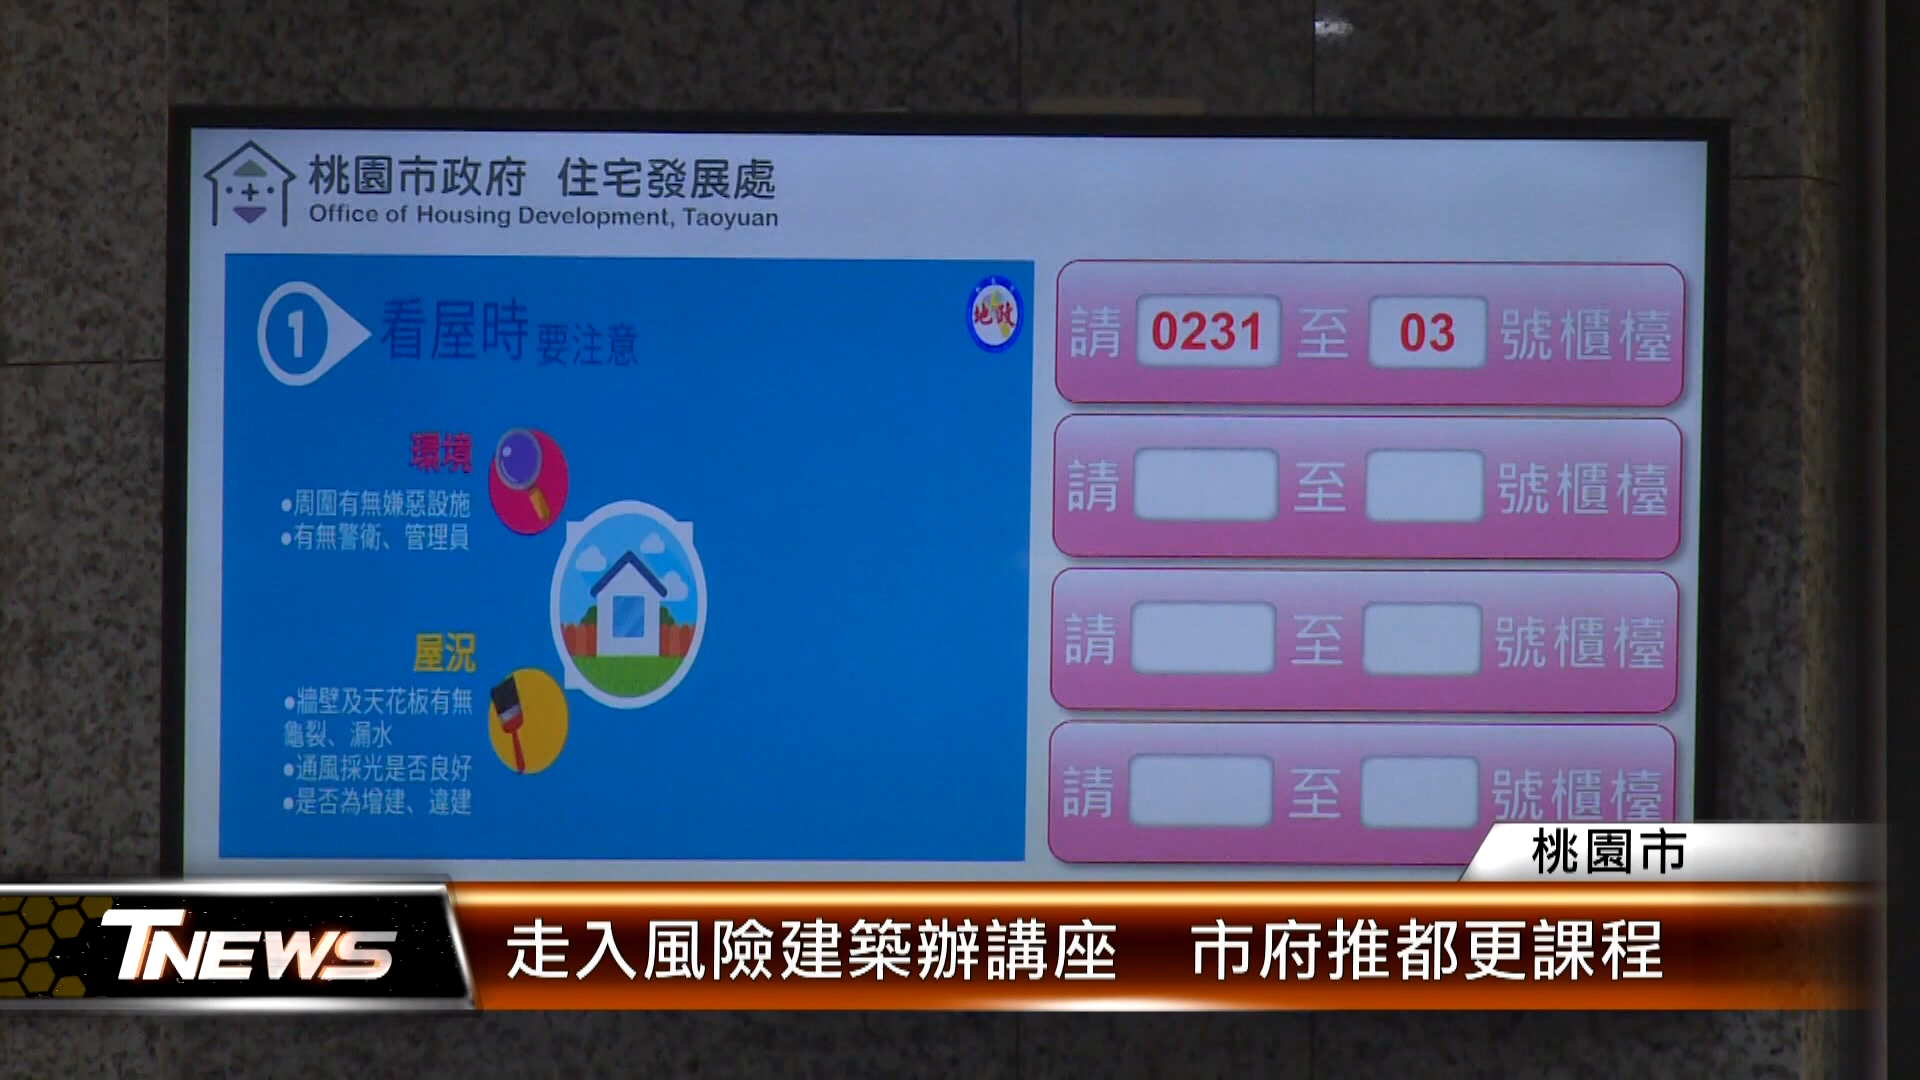 桃園市政府 住宅發展處
Office of Housing Development, Taoyuan
1 看屋時 要注意
地政
環境
●周圍有無嫌惡設施
●有無警衛、管理員
屋況
●牆壁及天花板有無
龜裂、漏水
●通風採光是否良好
●是否為增建、違建
請 0231 至 03 號櫃檯
請 至 號櫃檯
請 至 號櫃檯
請 至 號櫃檯
桃園市
TNEWS
走入風險建築辦講座 市府推都更課程